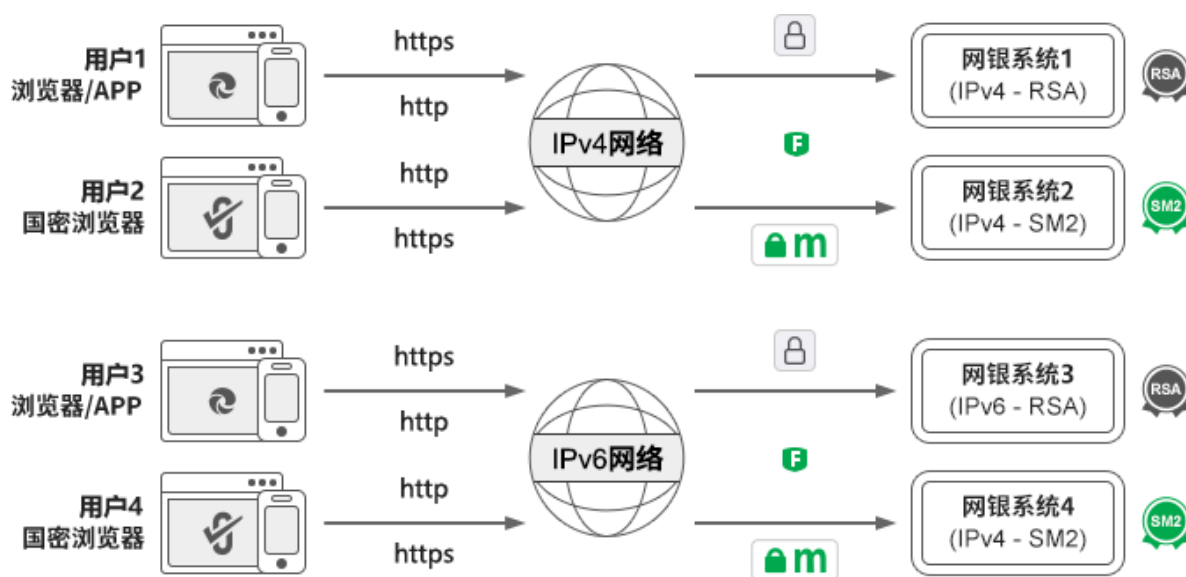 用户1
浏览器/APP
https
http
网银系统1
(IPv4 - RSA)
RSA
IPv4网络
F
用户2
国密浏览器
http
https
m
网银系统2
(IPv4 - SM2)
SM2
用户3
浏览器/APP
https
http
网银系统3
(IPv6 - RSA)
RSA
IPv6网络
F
用户4
国密浏览器
http
https
m
网银系统4
(IPv4 - SM2)
SM2